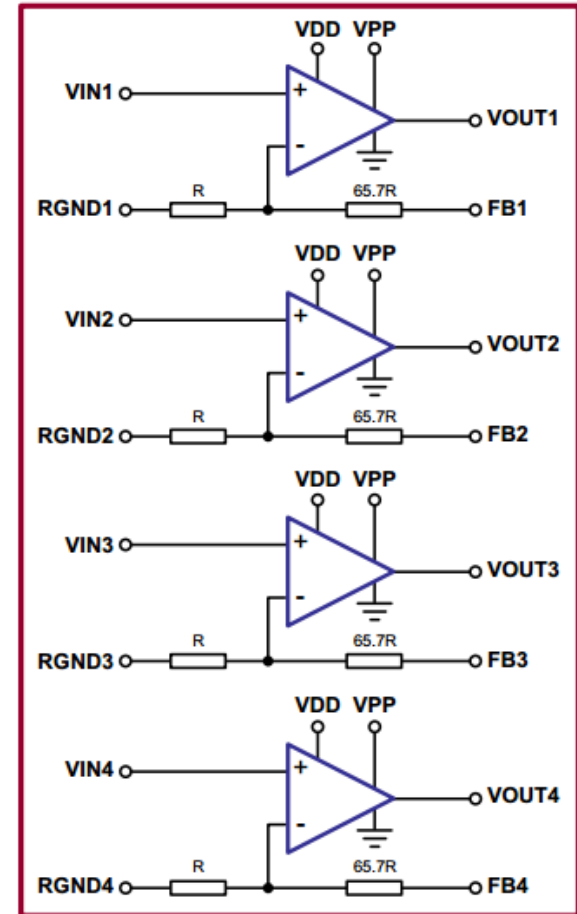 VDD VPP
VIN1 + VOUT1
-
R 65.7R
RGND1 FB1
VDD VPP
VIN2 + VOUT2
-
R 65.7R
RGND2 FB2
VDD VPP
VIN3 + VOUT3
-
R 65.7R
RGND3 FB3
VDD VPP
VIN4 + VOUT4
-
R 65.7R
RGND4 FB4